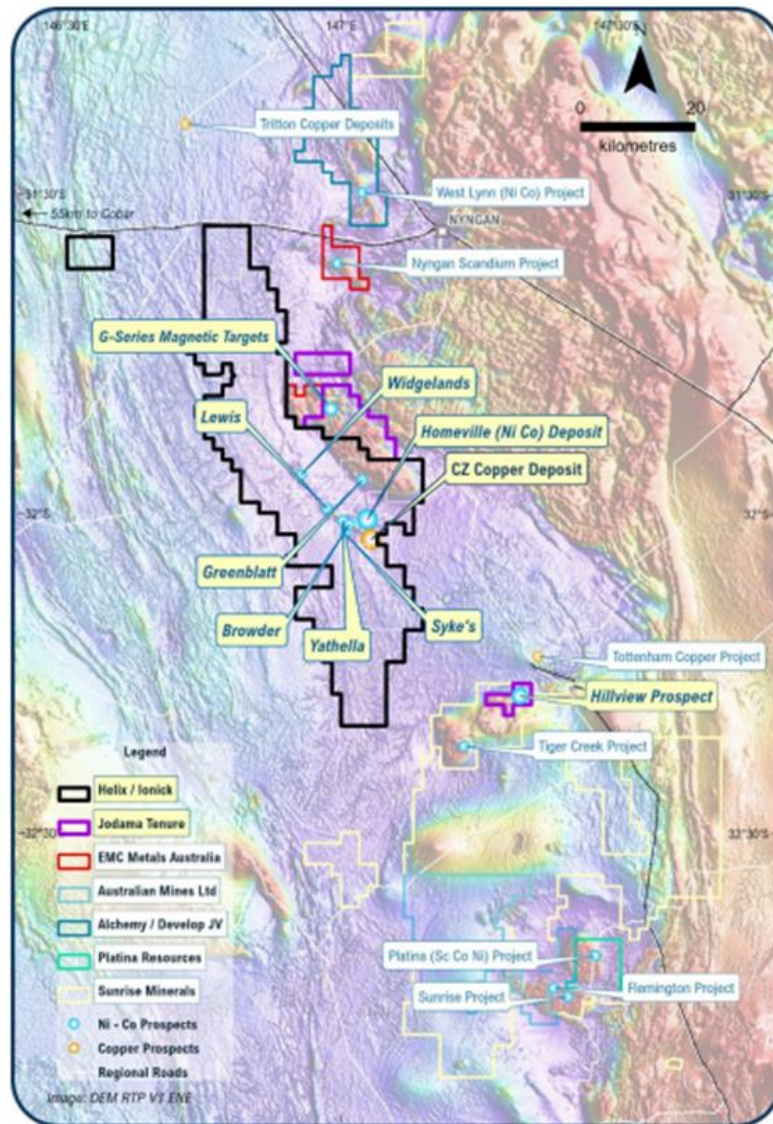 146°30'E
147°E
147°30'E
N
0 20
kilometres
Tritton Copper Deposits
West Lynn (Ni Co) Project
31°30'S
31°30'S
55km to Cobar
NYNGAN
Nyngan Scandium Project
G-Series Magnetic Targets
Widgelands
Lewis
Homeville (Ni Co) Deposit
CZ Copper Deposit
32°S
32°S
Greenblatt
Browder
Yathella
Syke's
Tottenham Copper Project
Hillview Prospect
Tiger Creek Project
32°30'S
32°30'S
Platina (Sc Co Ni) Project
Flemington Project
Sunrise Project
Legend
Helix / Ionick
Jodama Tenure
EMC Metals Australia
Australian Mines Ltd
Alchemy / Develop JV
Platina Resources
Sunrise Minerals
Ni - Co Prospects
Copper Prospects
Regional Roads
Image: DEM RTP V1 ENE